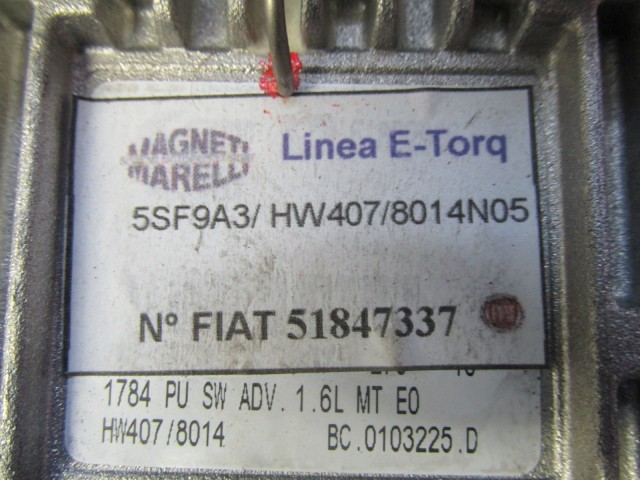 MAGNETI
MARELLI
Linea E-Torq
5SF9A3/ HW407/8014N05
N° FIAT 51847337
1784 PU SW ADV. 1.6L MT E0
HW407/8014
BC.0103225.D